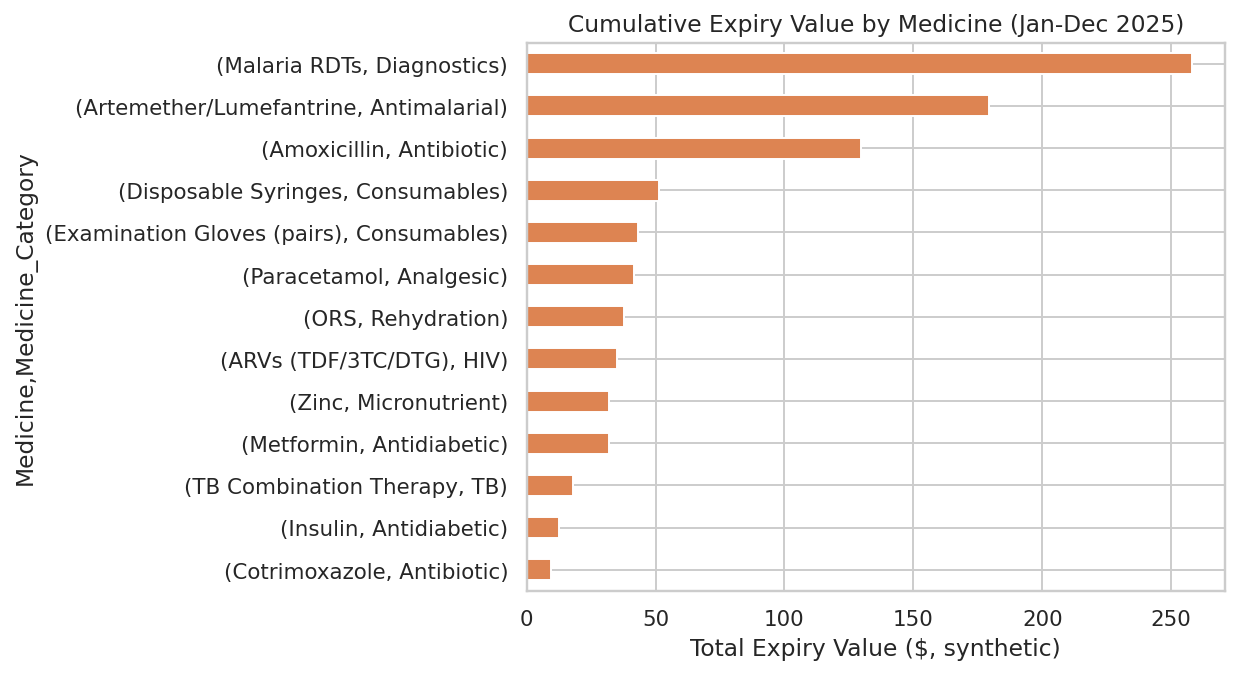 Cumulative Expiry Value by Medicine (Jan-Dec 2025)
Medicine,Medicine_Category
(Malaria RDTs, Diagnostics)
(Artemether/Lumefantrine, Antimalarial)
(Amoxicillin, Antibiotic)
(Disposable Syringes, Consumables)
(Examination Gloves (pairs), Consumables)
(Paracetamol, Analgesic)
(ORS, Rehydration)
(ARVs (TDF/3TC/DTG), HIV)
(Zinc, Micronutrient)
(Metformin, Antidiabetic)
(TB Combination Therapy, TB)
(Insulin, Antidiabetic)
(Cotrimoxazole, Antibiotic)
0 50 100 150 200 250
Total Expiry Value ($, synthetic)